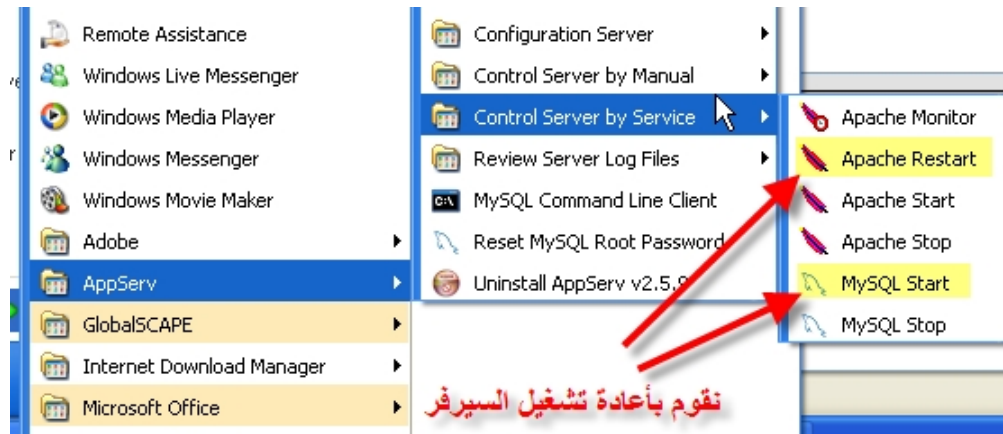 Remote Assistance
Windows Live Messenger
Windows Media Player
Windows Messenger
Windows Movie Maker
Adobe
AppServ
GlobalSCAPE
Internet Download Manager
Microsoft Office
Configuration Server
Control Server by Manual
Control Server by Service
Review Server Log Files
MySQL Command Line Client
Reset MySQL Root Password
Uninstall AppServ v2.5.9
Apache Monitor
Apache Restart
Apache Start
Apache Stop
MySQL Start
MySQL Stop
نقوم بأعادة تشغيل السيرفر